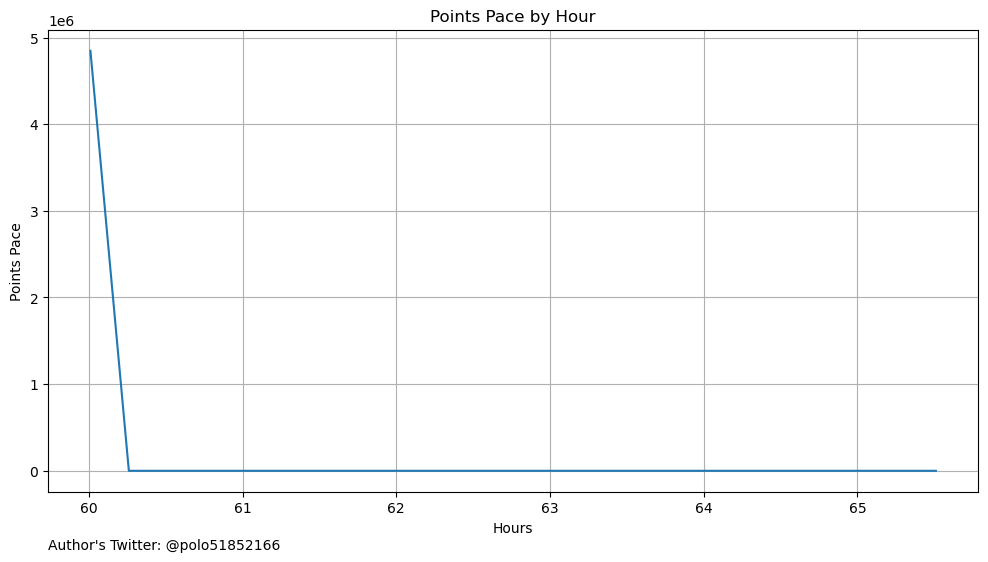 Points Pace by Hour
1e6
5
4
3
2
1
0
Points Pace
60 61 62 63 64 65
Hours
Author's Twitter: @polo51852166